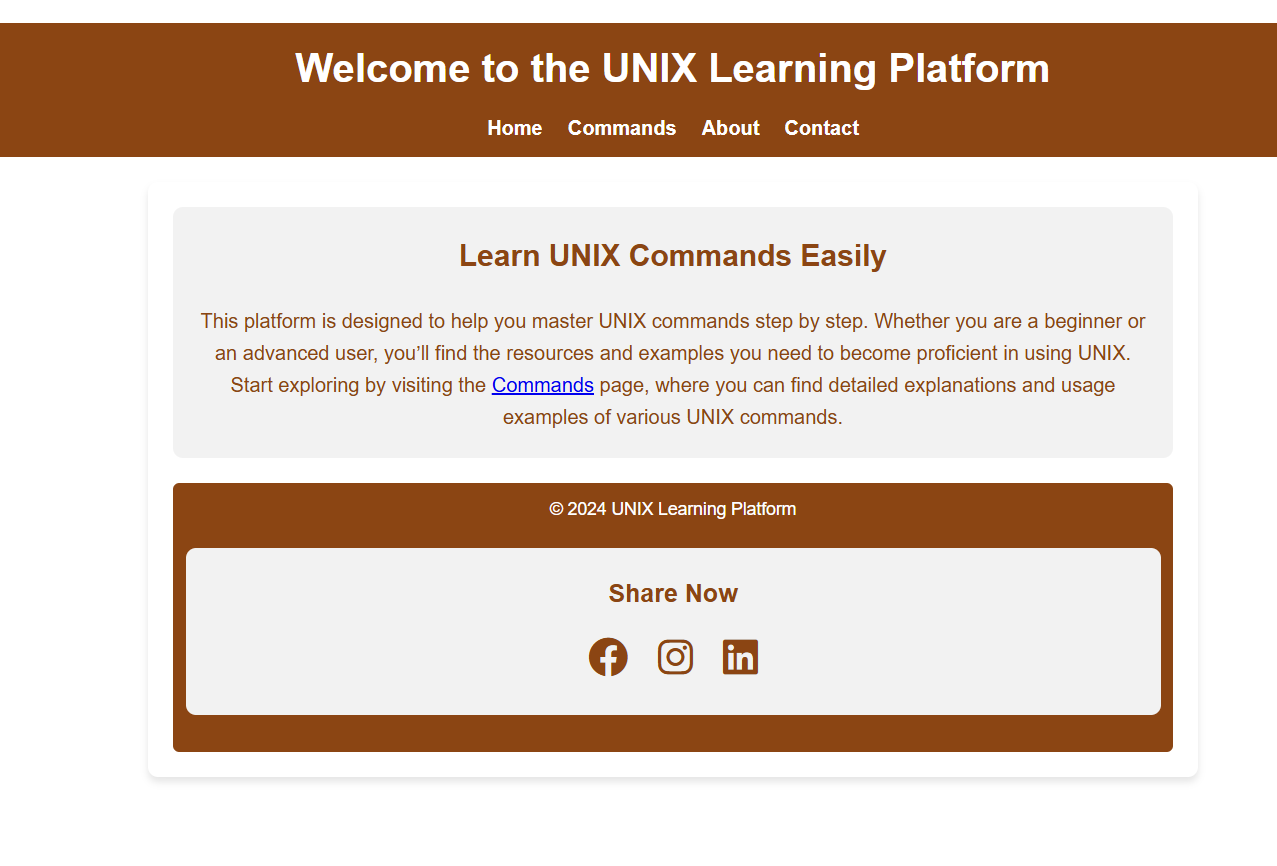 Welcome to the UNIX Learning Platform
Home Commands About Contact
Learn UNIX Commands Easily
This platform is designed to help you master UNIX commands step by step. Whether you are a beginner or
an advanced user, you’ll find the resources and examples you need to become proficient in using UNIX.
Start exploring by visiting the Commands page, where you can find detailed explanations and usage
examples of various UNIX commands.
© 2024 UNIX Learning Platform
Share Now